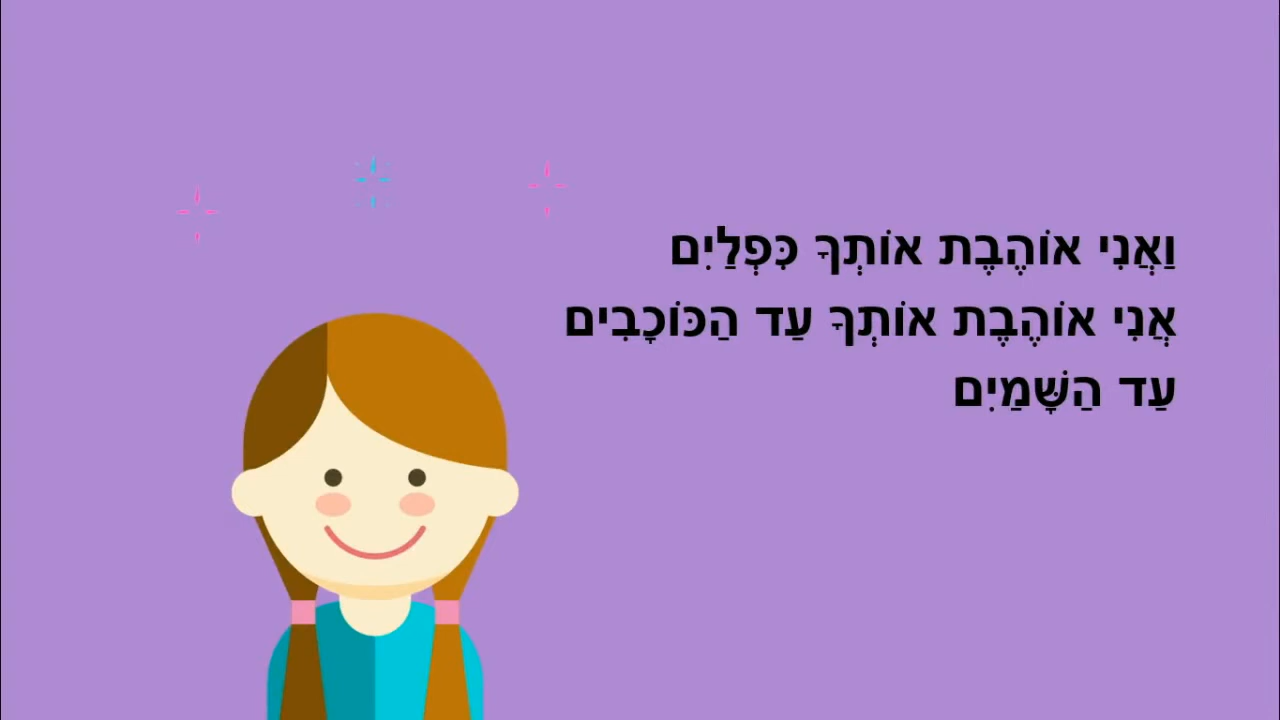 וַאֲנִי אוֹהֶבֶת אוֹתְךָ כִּפְלַיִם
אֲנִי אוֹהֶבֶת אוֹתְךָ עַד הַכּוֹכָבִים
עַד הַשָּׁמַיִם